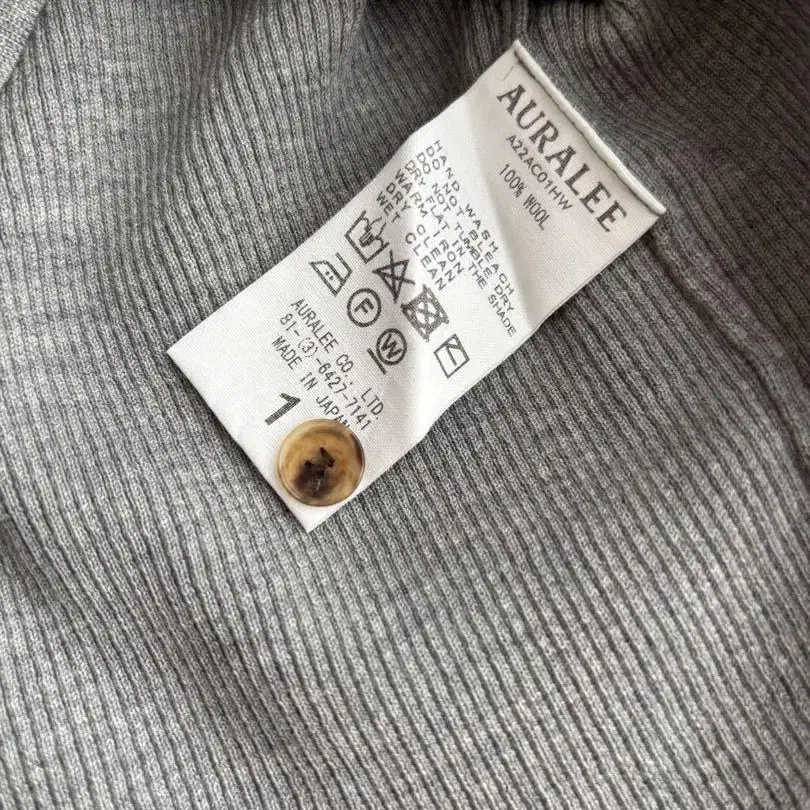 AURALEE
A22AC01HW
100% WOOL
HAND WASH
DO NOT BLEACH
DO NOT TUMBLE DRY
DRY FLAT IN THE SHADE
WARM IRON
DRY CLEAN
WET CLEAN
F
W
AURALEE CO., LTD.
81-(3)-6427-7141
MADE IN JAPAN
1